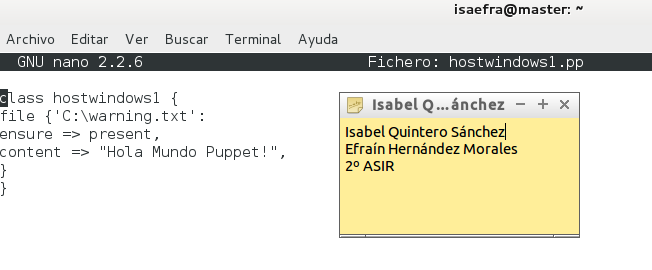 isaefra@master: ~
Archivo Editar Ver Buscar Terminal Ayuda
GNU nano 2.2.6 Fichero: hostwindows1.pp
class hostwindows1 {
file {'C:\warning.txt':
ensure => present,
content => "Hola Mundo Puppet!",
}
}
Isabel Q...ánchez
Isabel Quintero Sánchez
Efraín Hernández Morales
2º ASIR